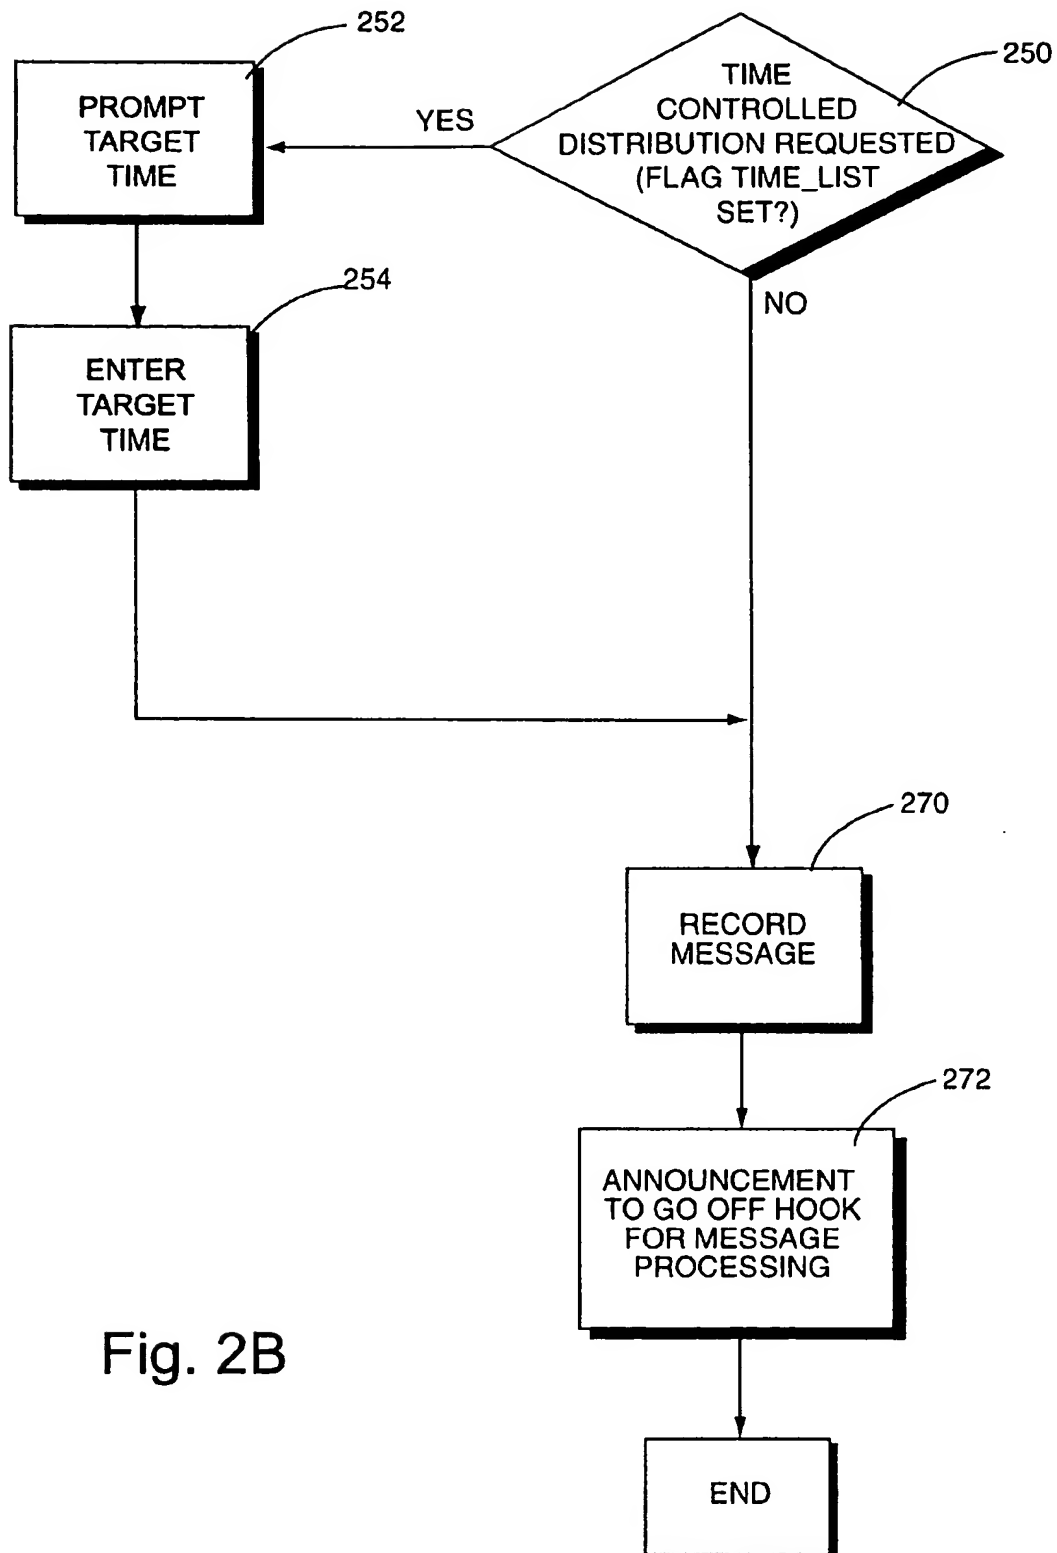 252
PROMPT
TARGET
TIME
YES
250
TIME
CONTROLLED
DISTRIBUTION REQUESTED
(FLAG TIME_LIST
SET?)
NO
254
ENTER
TARGET
TIME
270
RECORD
MESSAGE
272
ANNOUNCEMENT
TO GO OFF HOOK
FOR MESSAGE
PROCESSING
Fig. 2B
END